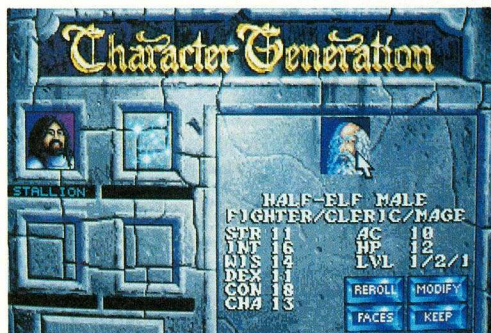 Character Generation
STALLION
HALF-ELF MALE
FIGHTER/CLERIC/MAGE
STR 11 AC 10
INT 16 HP 12
WIS 14 LVL 1/2/1
DEX 11
CON 18
CHA 13
REROLL MODIFY
FACES KEEP